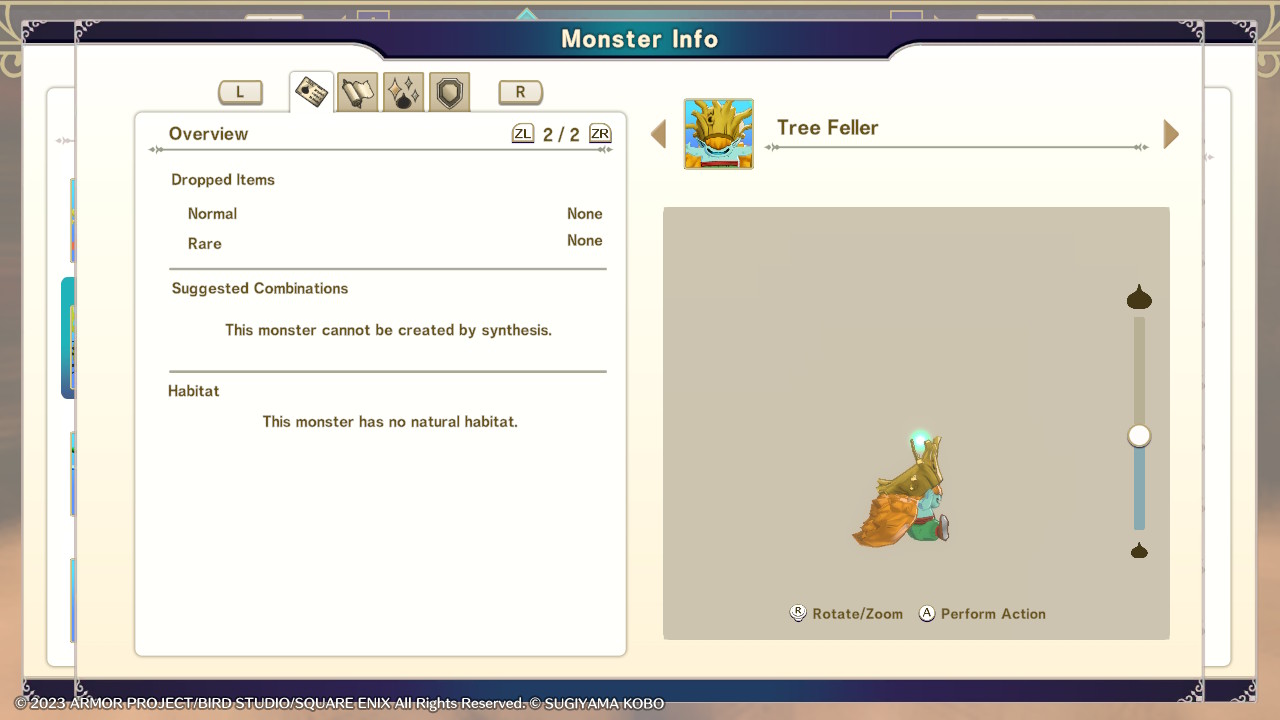 Monster Info
L
R
Overview
ZL 2 / 2 ZR
Tree Feller
Dropped Items
Normal None
Rare None
Suggested Combinations
This monster cannot be created by synthesis.
Habitat
This monster has no natural habitat.
R Rotate/Zoom A Perform Action
© 2023 ARMOR PROJECT/BIRD STUDIO/SQUARE ENIX All Rights Reserved. © SUGIYAMA KOBO